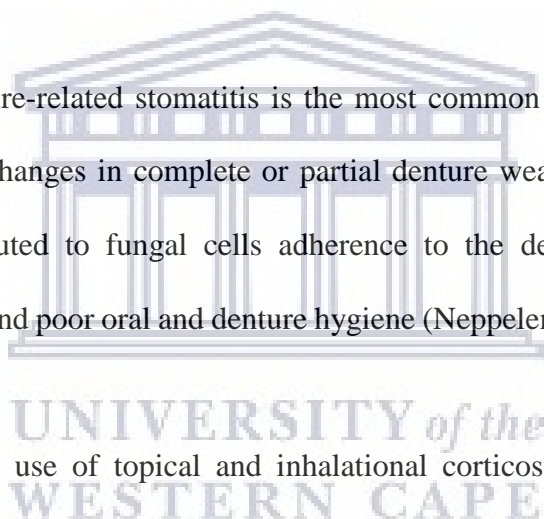 re-related stomatitis is the most common
hanges in complete or partial denture wea
uted to fungal cells adherence to the de
nd poor oral and denture hygiene (Neppeler
UNIVERSITY of the
use of topical and inhalational corticos
WESTERN CAPE